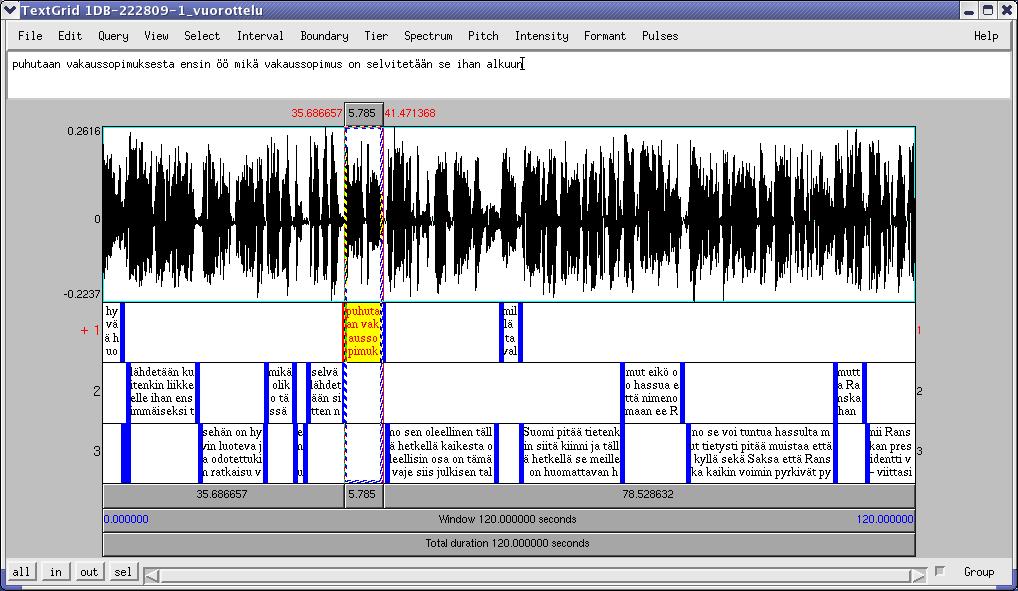 TextGrid 1DB-222809-1_vuorottelu
File Edit Query View Select Interval Boundary Tier Spectrum Pitch Intensity Formant Pulses Help
puhutaan vakaussopimuksesta ensin öö mikä vakaussopimus on selvitetään se ihan alkuun
35.686657 5.785 41.471368
0.2616
0
-0.2237
+ 1
hy
vä
ä h
uo
puhuta
an vak
ausso
pimuk
mil
lä
ta
val
1
2
lähdetään ku
itenkin liikke
elle ihan ens
immäiseksi t
mikä
olik
o tä
ssä
selvä
lähdet
ään si
tten n
mut eikö o
o hassua e
ttä nimeno
maan ee R
mutt
a Ra
nska
han
2
3
sehän on hy
vin luoteva j
a odotettuki
n ratkaisu v
e
no sen oleellinen täll
ä hetkellä kaikesta o
leellisin osa on tämä
vaje siis julkisen tal
Suomi pitää tietenk
in siitä kiinni ja täll
ä hetkellä se meille
on huomattavan h
no se voi tuntua hassulta m
ut tietysti pitää muistaa että
kyllä sekä Saksa että Rans
ka kaikin voimin pyrkivät py
nii Rans
kan pres
identti v
- viittasi
3
35.686657 5.785 78.528632
0.000000 Window 120.000000 seconds 120.000000
Total duration 120.000000 seconds
all in out sel Group